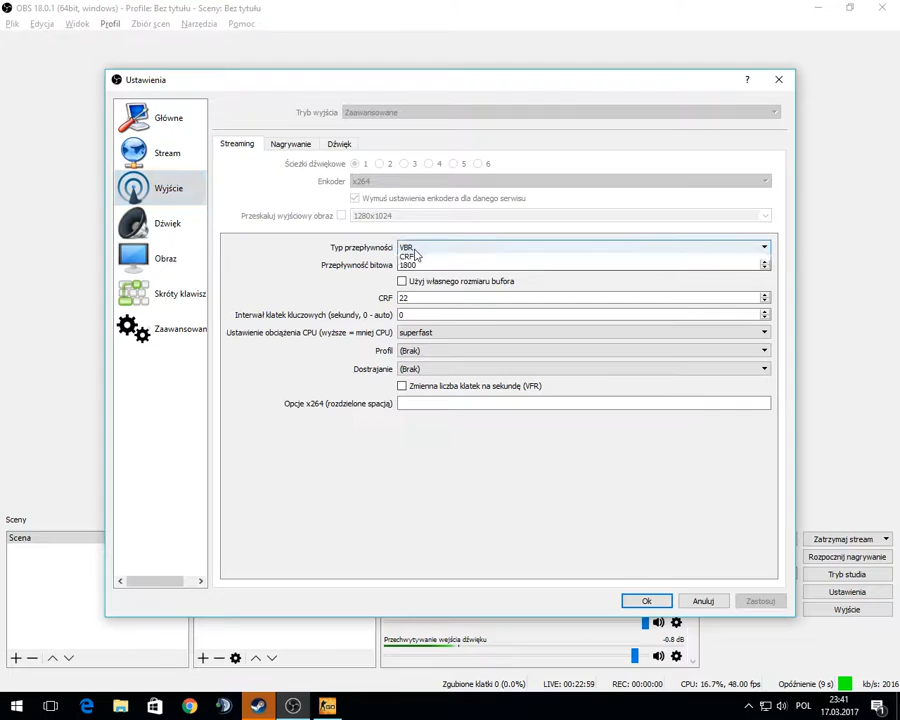 OBS 18.0.1 (64bit, windows) - Profile: Bez tytułu - Sceny: Bez tytułu
Plik Edycja Widok Profil Zbiór scen Narzędzia Pomoc
Ustawienia
?
Główne
Stream
Wyjście
Dźwięk
Obraz
Skróty klawisz
Zaawansowan
Tryb wyjścia Zaawansowane
Streaming Nagrywanie Dźwięk
Ścieżki dźwiękowe 1 2 3 4 5 6
Enkoder x264
Wymuś ustawienia enkodera dla danego serwisu
Przeskaluj wyjściowy obraz 1280x1024
Typ przepływności VBR
CRF
Przepływność bitowa 1800
Użyj własnego rozmiaru bufora
CRF 22
Interwał klatek kluczowych (sekundy, 0 - auto) 0
Ustawienie obciążenia CPU (wyższe = mniej CPU) superfast
Profil (Brak)
Dostrajanie (Brak)
Zmienna liczba klatek na sekundę (VFR)
Opcje x264 (rozdzielone spacją)
Ok Anuluj Zastosuj
Sceny
Scena
Zatrzymaj stream
Rozpocznij nagrywanie
Tryb studia
Ustawienia
Wyjście
Przechwytywanie wejścia dźwięku -0.8 dB
Zgubione klatki 0 (0.0%) LIVE: 00:22:59 REC: 00:00:00 CPU: 16.7%, 48.00 fps Opóźnienie (9 s) kb/s: 2016
POL
23:41
17.03.2017
1